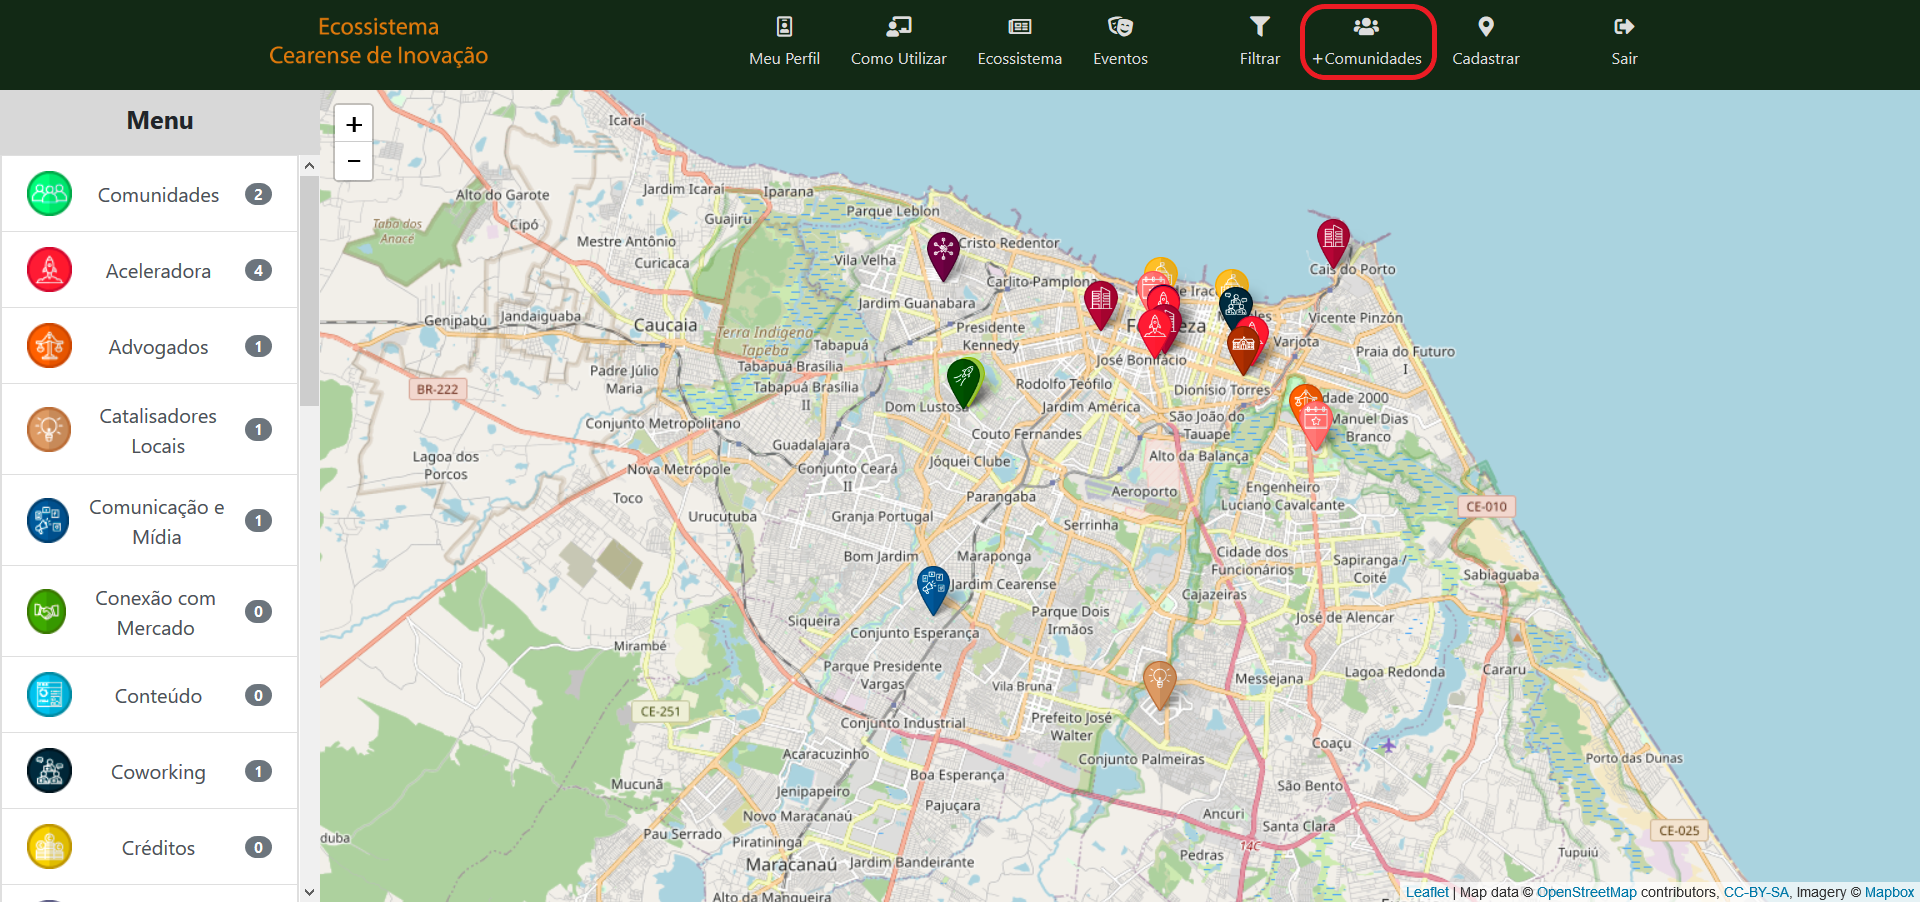 Ecossistema
Cearense de Inovação
Meu Perfil
Como Utilizar
Ecossistema
Eventos
Filtrar
+Comunidades
Cadastrar
Sair
Menu
Comunidades 2
Aceleradora 4
Advogados 1
Catalisadores
Locais
1
Comunicação e
Mídia
1
Conexão com
Mercado
0
Conteúdo 0
Coworking 1
Créditos 0
+
−
Icaraí
Jardim Icaraí
Iparana
Alto do Garote
Guajiru
Parque Leblon
Cipó
Taba dos
Anacé
Mestre Antônio
Curicaca
Vila Velha
Cristo Redentor
Carlito Pamplona
Cais do Porto
Jardim Guanabara
Genipabú
Jandaiguaba
Caucaia
Terra Indígena
Tapeba
Tabapuá
Presidente
Kennedy
Vicente Pinzón
Varjota
Praia do Futuro
I
José Bonifácio
Padre Júlio
Maria
Tabapuá Brasília
Tabapuá Brasília
II
BR-222
Rodolfo Teófilo
Dionísio Torres
Dom Lustosa
Jardim América
São João do
Tauape
Manuel Dias
Branco
Conjunto Metropolitano
Couto Fernandes
Guadalajara
Lagoa dos
Porcos
Nova Metrópole
Conjunto Ceará
II
Jóquei Clube
Alto da Balança
Toco
Parangaba
Aeroporto
Engenheiro
Luciano Cavalcante
CE-010
Urucutuba
Granja Portugal
Serrinha
Bom Jardim
Maraponga
Cidade dos
Funcionários
Sapiranga /
Coité
Sabiaguaba
Jardim Cearense
Cajazeiras
Parque Dois
Irmãos
José de Alencar
Siqueira
Conjunto Esperança
Mirambé
Parque Presidente
Vargas
Vila Bruna
Messejana
Lagoa Redonda
Cararu
CE-251
Conjunto Industrial
Prefeito José
Walter
Coaçu
Acaracuzinho
Conjunto Palmeiras
Porto das Dunas
Mucunã
Boa Esperança
São Bento
Jenipapeiro
Pajuçara
Novo Maracanaú
Ancuri
Santa Clara
CE-025
Pau Serrado
Piratininga
14C
Maracanaú
Jardim Bandeirante
Pedras
Tupuiú
Alto da Mangueira
Leaflet | Map data © OpenStreetMap contributors, CC-BY-SA, Imagery © Mapbox